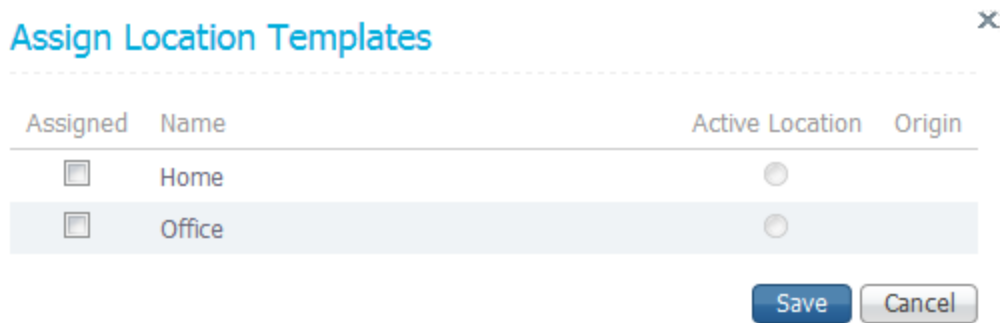 Assign Location Templates
Assigned Name Active Location Origin
Home
Office
Save Cancel